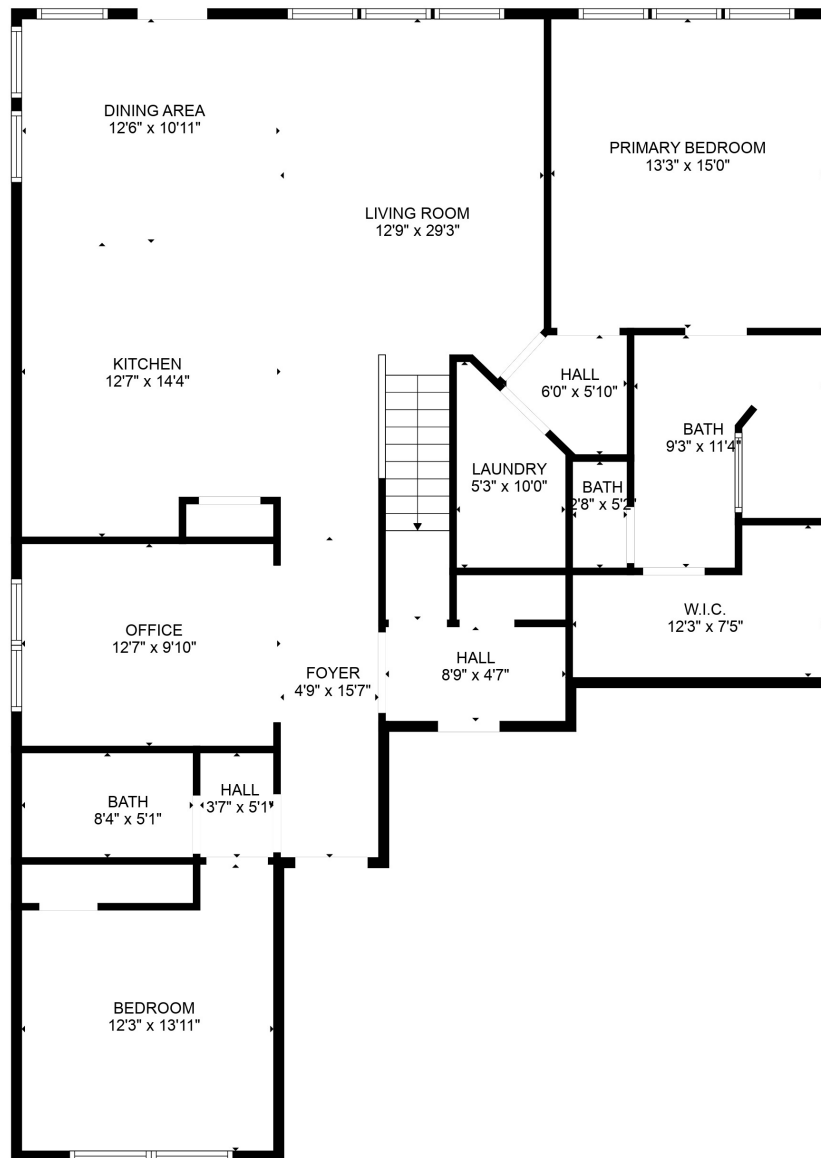 DINING AREA
12'6" x 10'11"
PRIMARY BEDROOM
13'3" x 15'0"
LIVING ROOM
12'9" x 29'3"
KITCHEN
12'7" x 14'4"
HALL
6'0" x 5'10"
BATH
9'3" x 11'4"
LAUNDRY
5'3" x 10'0"
BATH
2'8" x 5'2"
W.I.C.
12'3" x 7'5"
OFFICE
12'7" x 9'10"
HALL
8'9" x 4'7"
FOYER
4'9" x 15'7"
BATH
8'4" x 5'1"
HALL
3'7" x 5'1"
BEDROOM
12'3" x 13'11"